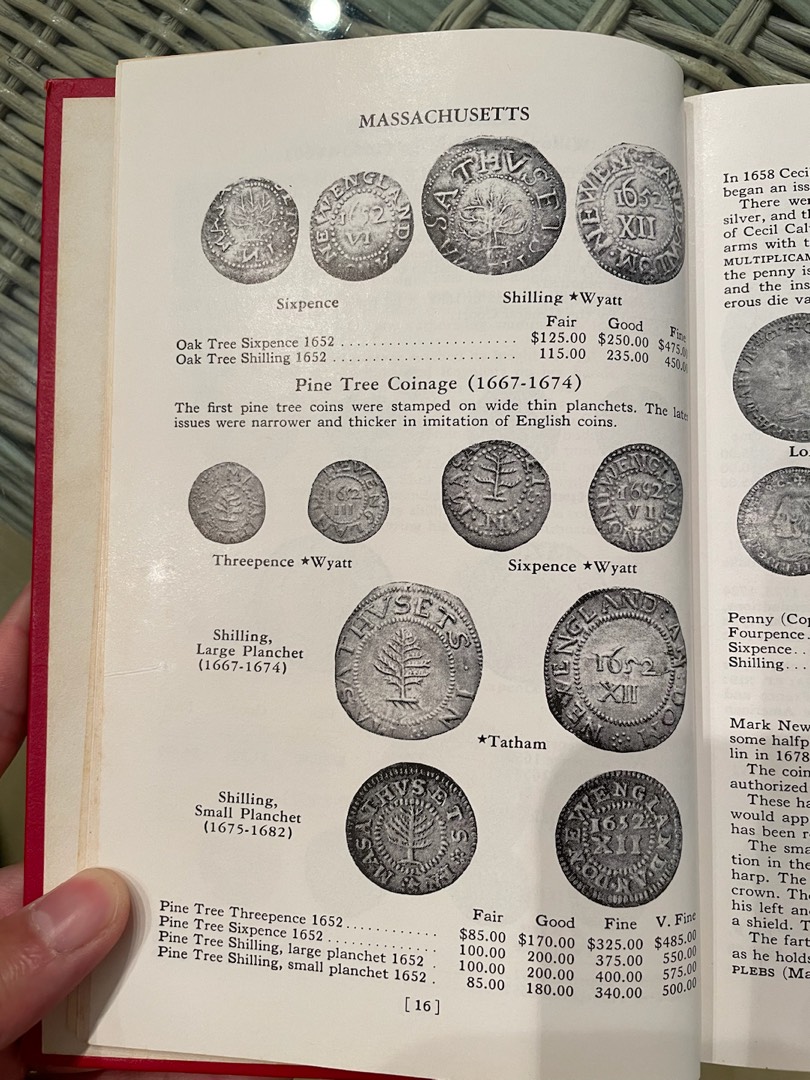 MASSACHUSETTS
Sixpence
Shilling ★Wyatt
Fair Good Fine
Oak Tree Sixpence 1652 ........................ $125.00 $250.00 $475.00
Oak Tree Shilling 1652 ......................... 115.00 235.00 450.00
Pine Tree Coinage (1667-1674)
The first pine tree coins were stamped on wide thin planchets. The later
issues were narrower and thicker in imitation of English coins.
Threepence ★Wyatt
Sixpence ★Wyatt
Shilling,
Large Planchet
(1667-1674)
★Tatham
Shilling,
Small Planchet
(1675-1682)
Fair Good Fine V. Fine
Pine Tree Threepence 1652 ............ $85.00 $170.00 $325.00 $485.00
Pine Tree Sixpence 1652 ............... 100.00 200.00 375.00 550.00
Pine Tree Shilling, large planchet 1652 . 100.00 200.00 400.00 575.00
Pine Tree Shilling, small planchet 1652 . 85.00 180.00 340.00 500.00
[ 16 ]
In 1658 Ceci
began an iss
There wer
silver, and th
of Cecil Cal
arms with t
MULTIPLICAM
the penny is
and the ins
erous die va
Lo
Penny (Cop
Fourpence.
Sixpence..
Shilling...
Mark New
some halfp
lin in 1678
The coin
authorized
These ha
would app
has been r
The sma
tion in the
harp. The
crown. The
his left and
a shield. T
The fart
as he holds
PLEBS (Ma